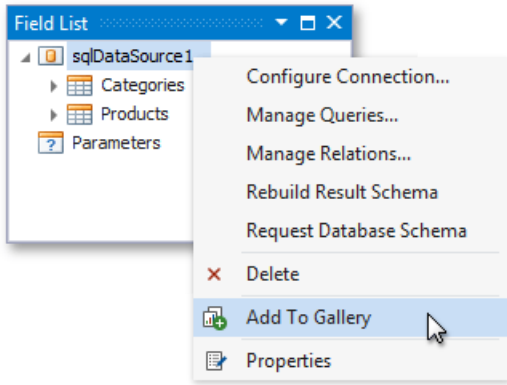 Field List
sqlDataSource1
Categories
Products
Parameters
Configure Connection...
Manage Queries...
Manage Relations...
Rebuild Result Schema
Request Database Schema
Delete
Add To Gallery
Properties